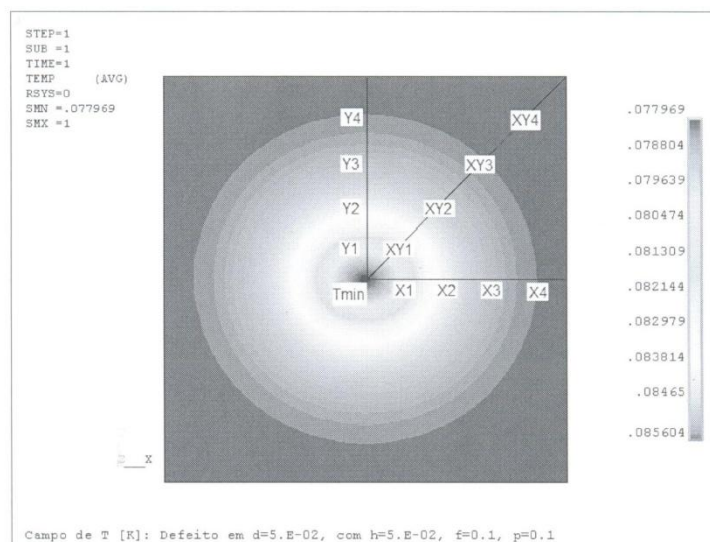 STEP=1
SUB =1
TIME=1
TEMP (AVG)
RSYS=0
SMN =.077969
SMX =1
Y4
Y3
Y2
Y1
XY4
XY3
XY2
XY1
Tmin
X1
X2
X3
X4
.077969
.078804
.079639
.080474
.081309
.082144
.082979
.083814
.08465
.085604
X
Campo de T [K]: Defeito em d=5.E-02, com h=5.E-02, f=0.1, p=0.1